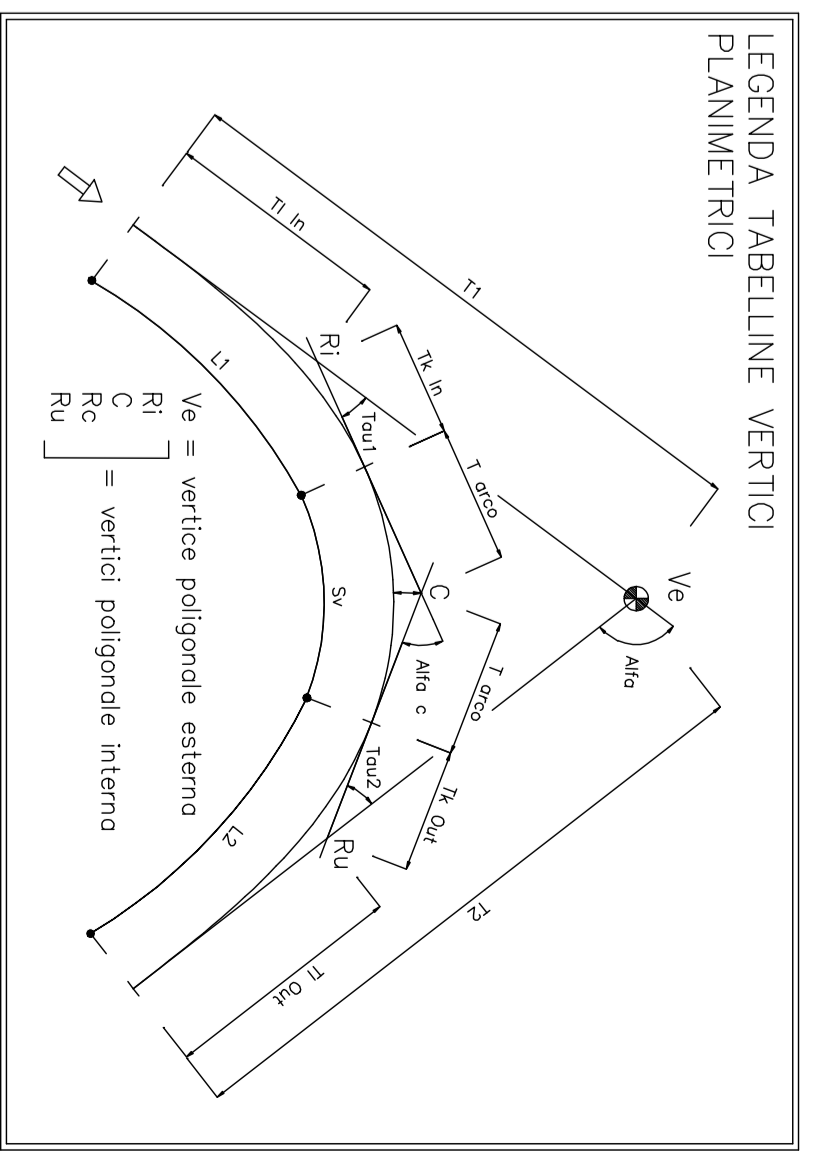 LEGENDA TABELLINE VERTICI
PLANIMETRICI
T1
Tl In
Ve
Alfa
Tk In
T arco
Ri
Tau1
C
Alfa c
T arco
Tk Out
Tau2
Ru
T2
Tl Out
L1
Sv
L2
Ve = vertice poligonale esterna
Ri
C
Rc
Ru
= vertici poligonale interna